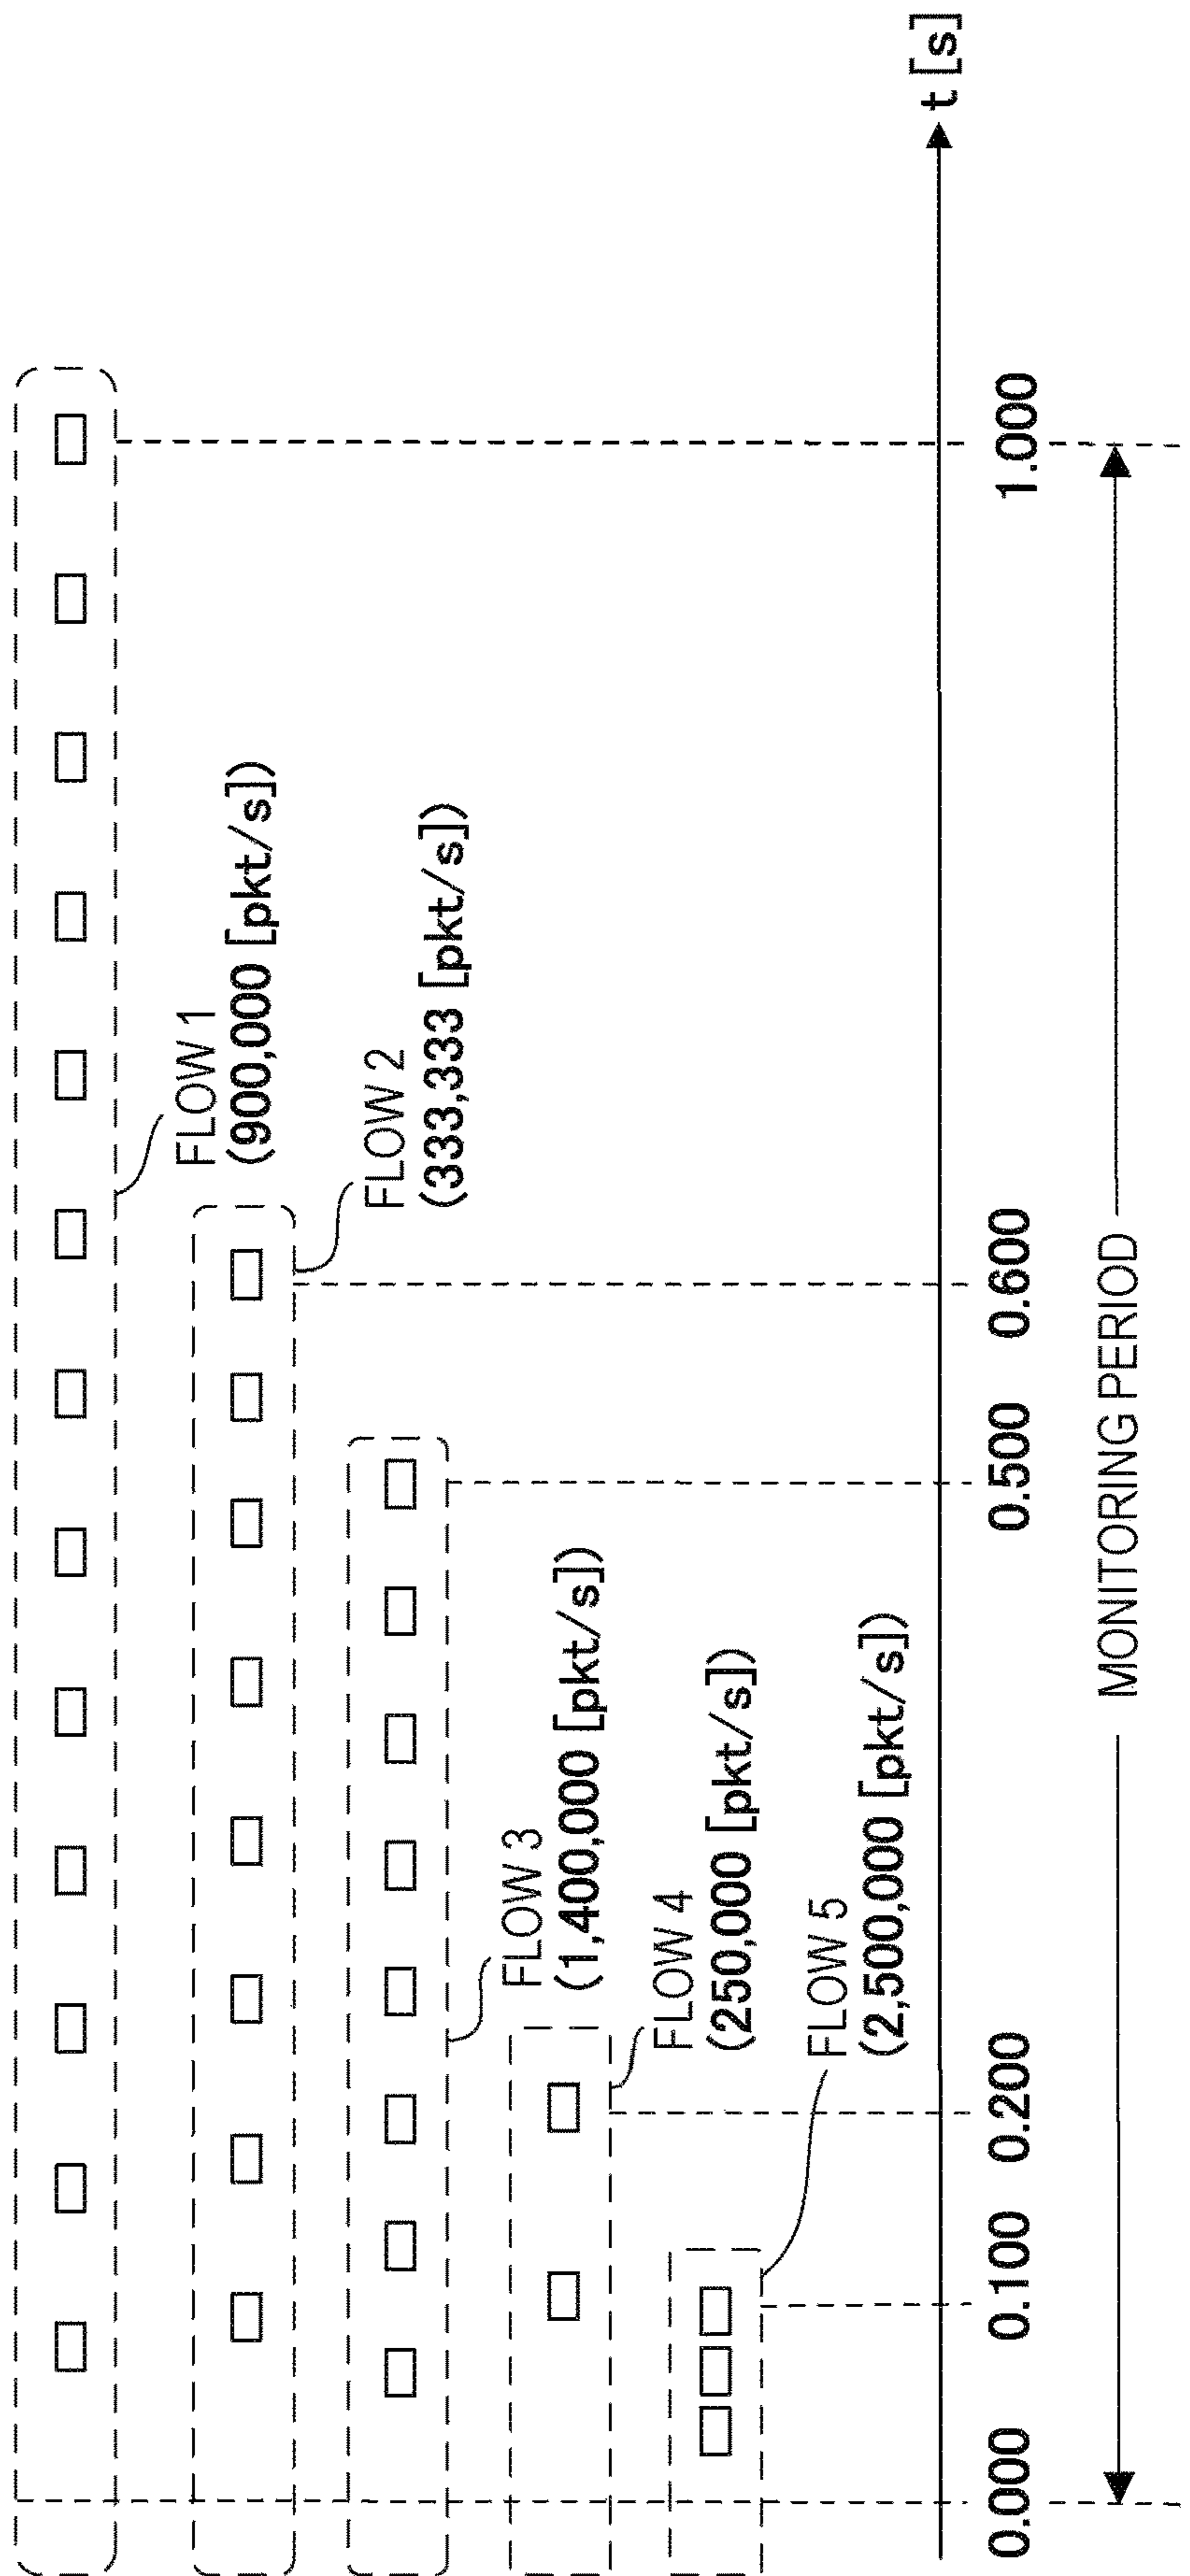 FLOW 1
(900,000 [pkt/s])
FLOW 2
(333,333 [pkt/s])
FLOW 3
(1,400,000 [pkt/s])
FLOW 4
(250,000 [pkt/s])
FLOW 5
(2,500,000 [pkt/s])
t[s]
0.000 0.100 0.200 0.500 0.600 1.000
MONITORING PERIOD